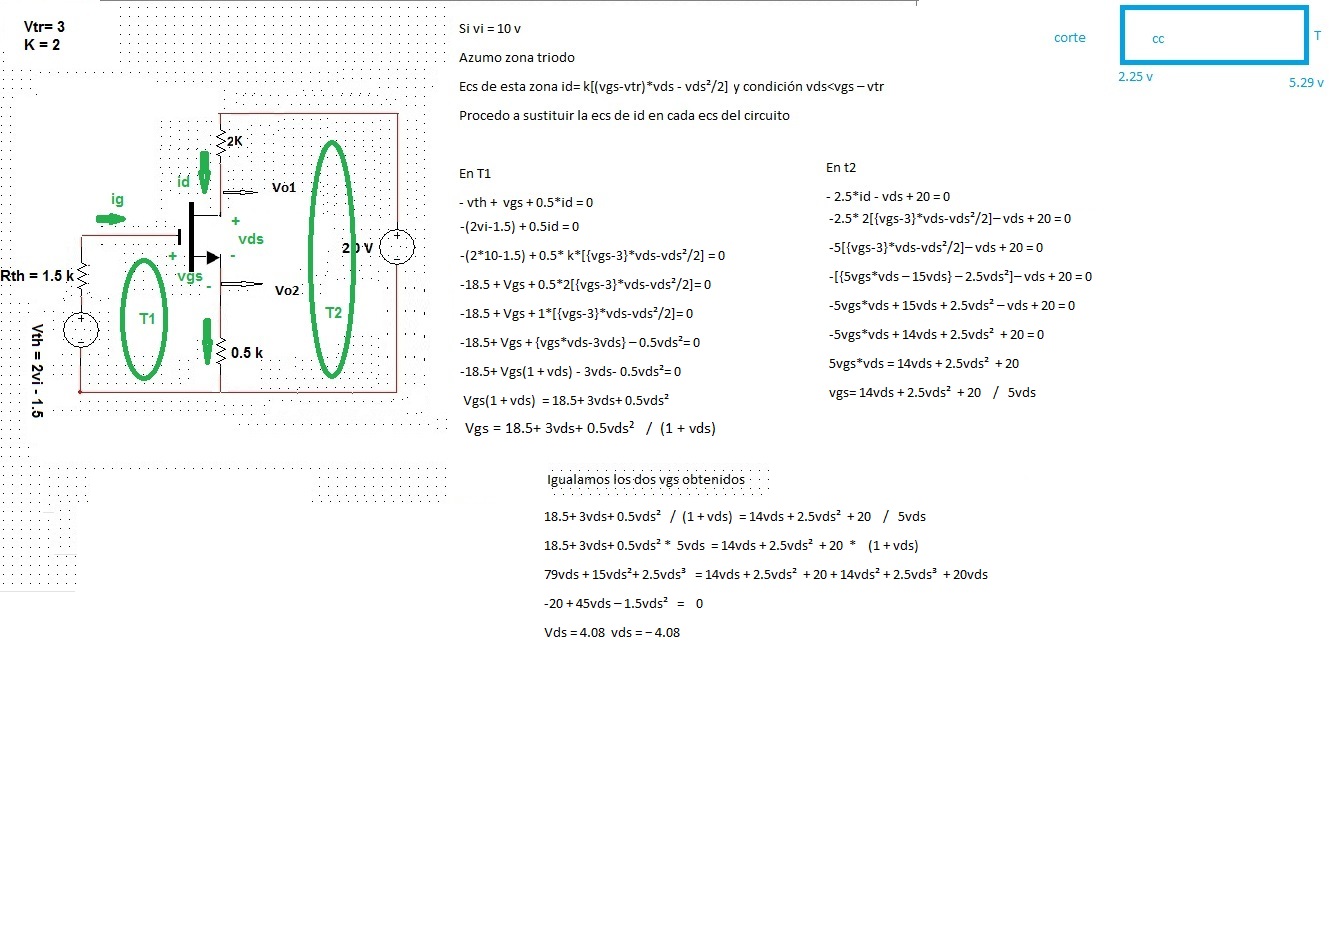 Vtr= 3
K = 2
2K
id
Vo1
ig
+
vds
-
+
vgs
-
Vo2
Rth = 1.5 k
+
-
T1
Vth = 2vi - 1.5
0.5 k
20 V
+
-
T2
Si vi = 10 v
Azumo zona triodo
Ecs de esta zona id= k[(vgs-vtr)*vds - vds²/2] y condición vds<vgs – vtr
Procedo a sustituir la ecs de id en cada ecs del circuito
En T1
- vth + vgs + 0.5*id = 0
-(2vi-1.5) + 0.5id = 0
-(2*10-1.5) + 0.5* k*[{vgs-3}*vds-vds²/2] = 0
-18.5 + Vgs + 0.5*2[{vgs-3}*vds-vds²/2]= 0
-18.5 + Vgs + 1*[{vgs-3}*vds-vds²/2]= 0
-18.5+ Vgs + {vgs*vds-3vds} – 0.5vds²= 0
-18.5+ Vgs(1 + vds) - 3vds- 0.5vds²= 0
Vgs(1 + vds) = 18.5+ 3vds+ 0.5vds²
Vgs = 18.5+ 3vds+ 0.5vds² / (1 + vds)
En t2
- 2.5*id - vds + 20 = 0
-2.5* 2[{vgs-3}*vds-vds²/2]– vds + 20 = 0
-5[{vgs-3}*vds-vds²/2]– vds + 20 = 0
-[{5vgs*vds – 15vds} – 2.5vds²]– vds + 20 = 0
-5vgs*vds + 15vds + 2.5vds² – vds + 20 = 0
-5vgs*vds + 14vds + 2.5vds² + 20 = 0
5vgs*vds = 14vds + 2.5vds² + 20
vgs= 14vds + 2.5vds² + 20 / 5vds
Igualamos los dos vgs obtenidos
18.5+ 3vds+ 0.5vds² / (1 + vds) = 14vds + 2.5vds² + 20 / 5vds
18.5+ 3vds+ 0.5vds² * 5vds = 14vds + 2.5vds² + 20 * (1 + vds)
79vds + 15vds²+ 2.5vds³ = 14vds + 2.5vds² + 20 + 14vds² + 2.5vds³ + 20vds
-20 + 45vds – 1.5vds² = 0
Vds = 4.08 vds = – 4.08
corte
cc
T
2.25 v
5.29 v